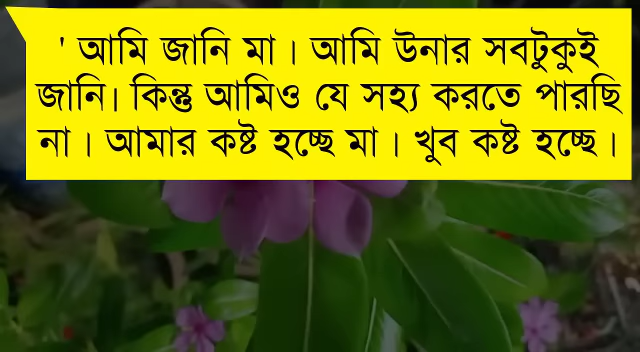 ' আমি জানি মা । আমি উনার সবটুকুই
জানি। কিন্তু আমিও যে সহ্য করতে পারছি
না । আমার কষ্ট হচ্ছে মা । খুব কষ্ট হচ্ছে ।